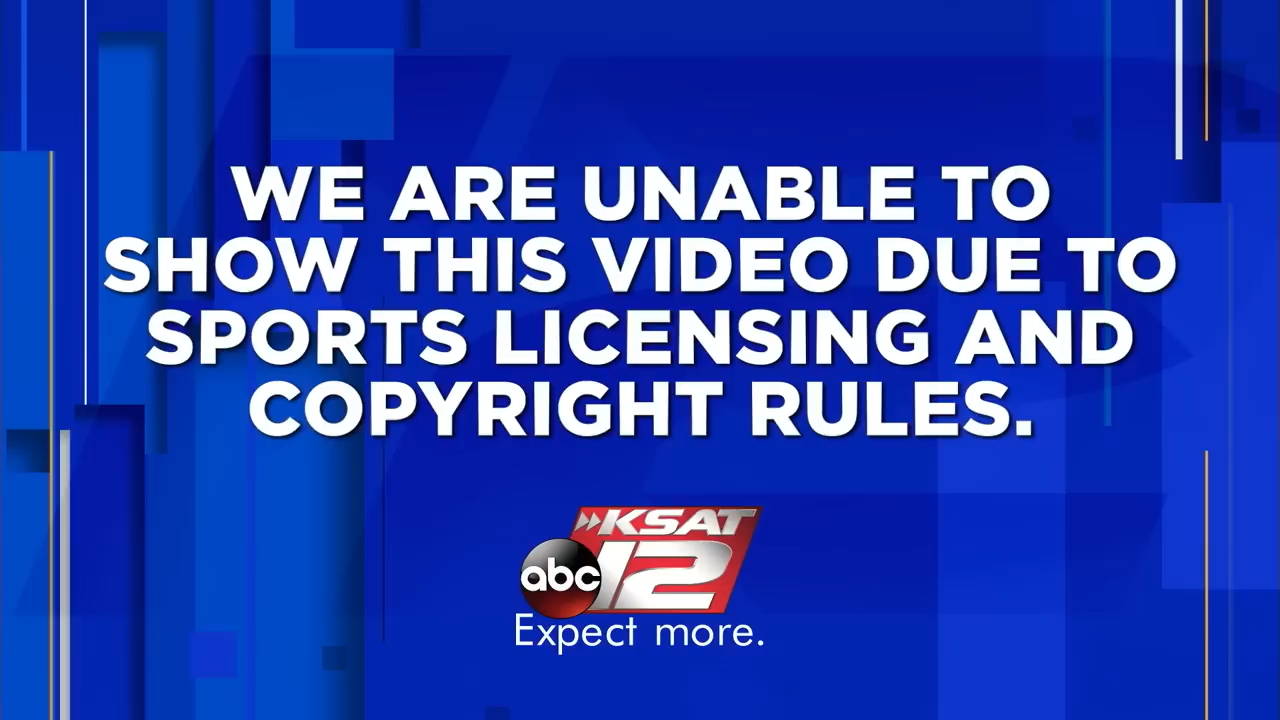 WE ARE UNABLE TO
SHOW THIS VIDEO DUE TO
SPORTS LICENSING AND
COPYRIGHT RULES.
KSAT
abc 12
Expect more.